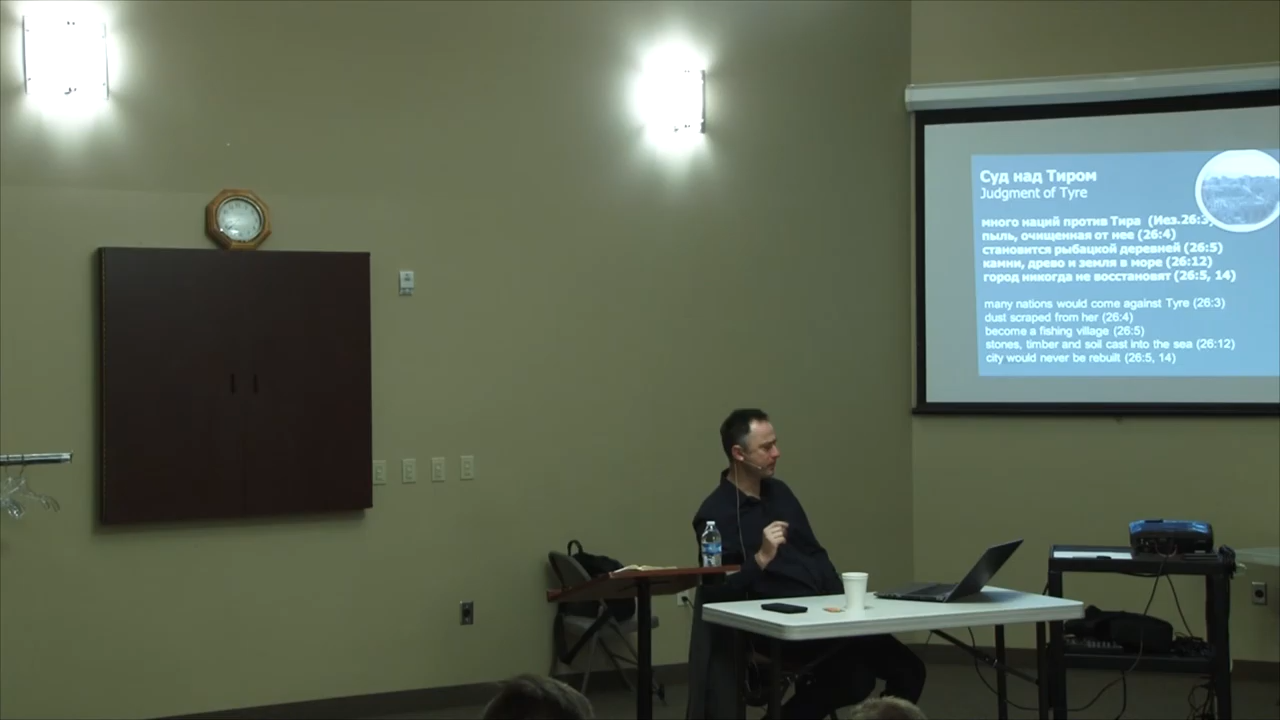 Суд над Тиром
Judgment of Tyre
много наций против Тира (Иез.26:3)
пыль, очищенная от нее (26:4)
становится рыбацкой деревней (26:5)
камни, древо и земля в море (26:12)
город никогда не восстановят (26:5, 14)
many nations would come against Tyre (26:3)
dust scraped from her (26:4)
become a fishing village (26:5)
stones, timber and soil cast into the sea (26:12)
city would never be rebuilt (26:5, 14)